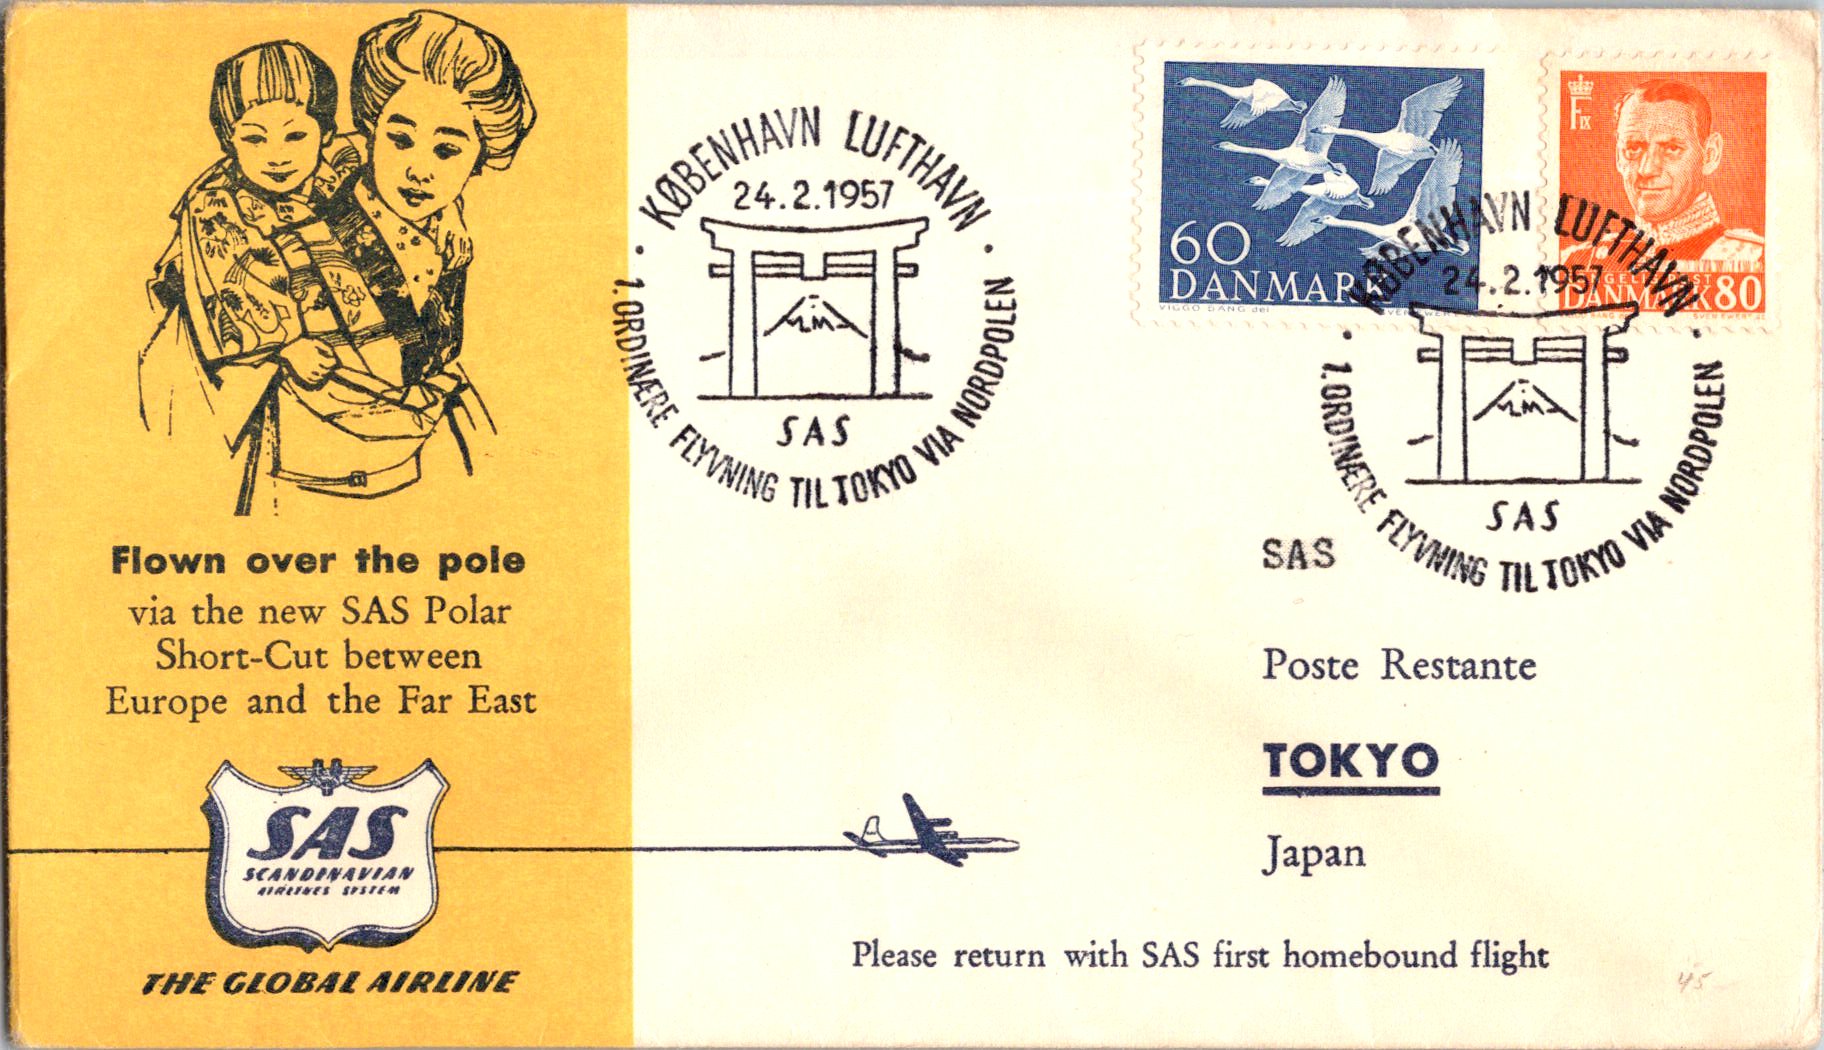 KØBENHAVN LUFTHAVN
24.2.1957
SAS
1. ORDINÆRE FLYVNING TIL TOKYO VIA NORDPOLEN
60
DANMARK
VIGGO BANG del
F IX
DANMARK 80
KØBENHAVN LUFTHAVN
24.2.1957
SAS
1. ORDINÆRE FLYVNING TIL TOKYO VIA NORDPOLEN
Flown over the pole
via the new SAS Polar
Short-Cut between
Europe and the Far East
SAS
SCANDINAVIAN
AIRLINES SYSTEM
THE GLOBAL AIRLINE
SAS
Poste Restante
TOKYO
Japan
Please return with SAS first homebound flight
45